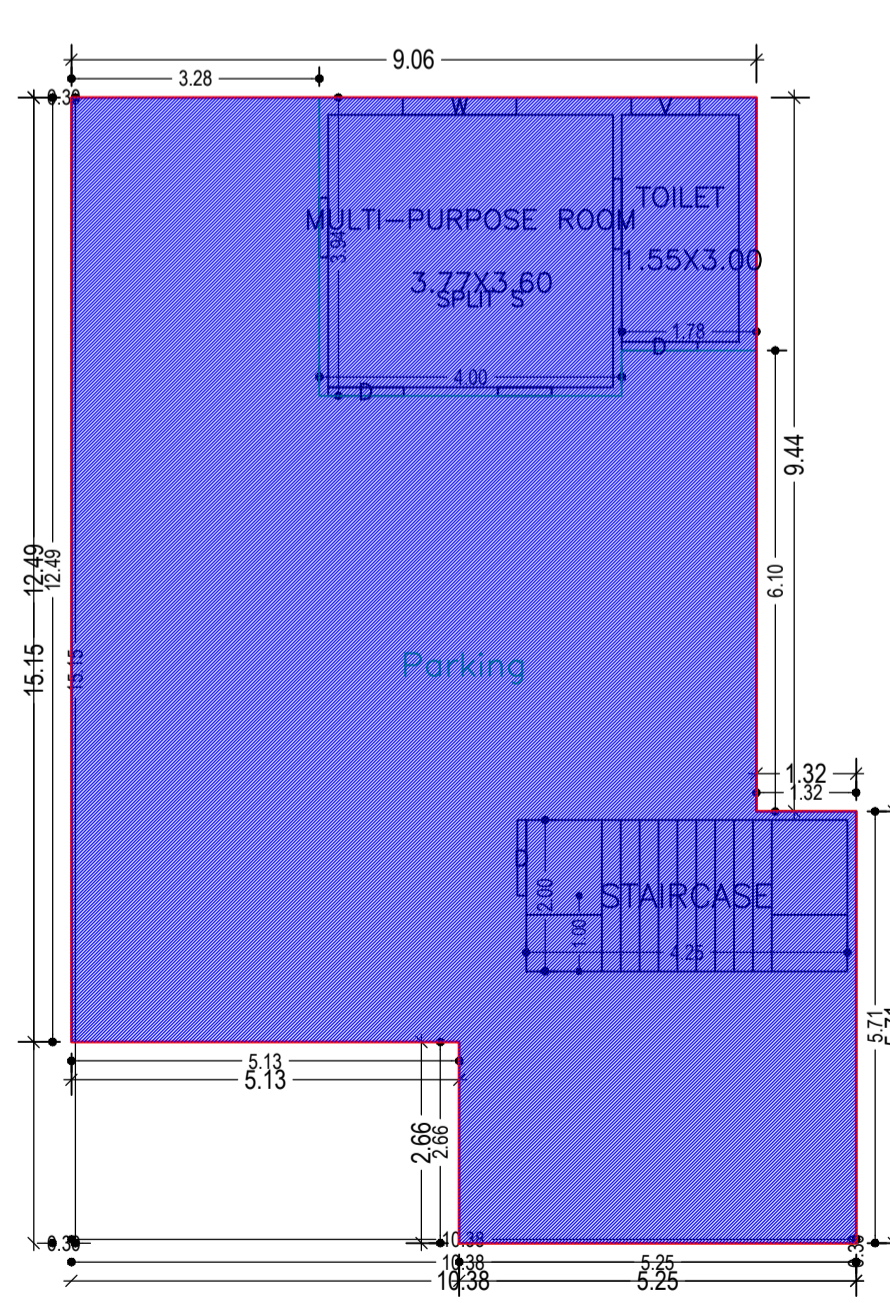 9.06
3.28
W
V
TOILET
MULTI-PURPOSE ROOM
3.94
1.55X3.00
3.77X3.60
SPLIT S
1.78
D
4.00
D
9.44
12.49
12.49
6.10
15.15
15.15
Parking
1.32
1.32
D
2.00
STAIRCASE
1.00
4.25
5.71
5.71
5.13
5.13
2.66
2.66
10.38
10.38
5.25
10.38
5.25